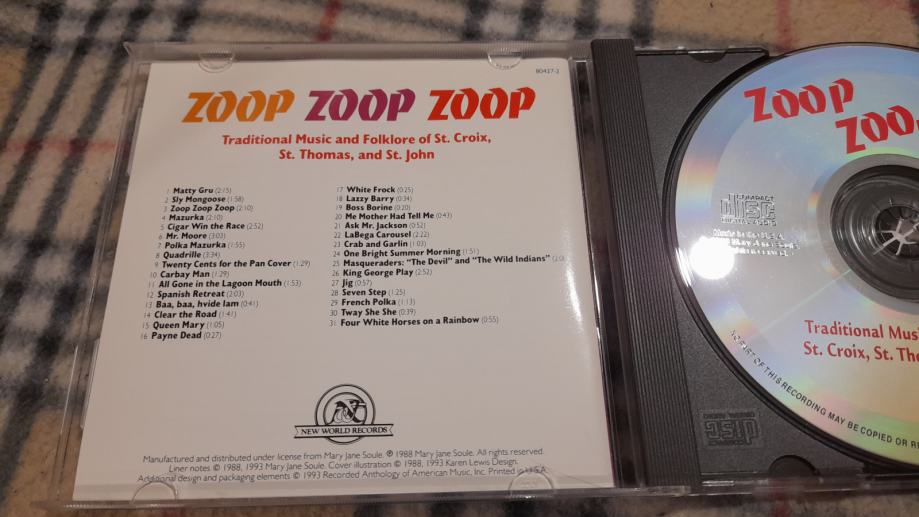 80427-2
ZOOP ZOOP ZOOP
Traditional Music and Folklore of St. Croix,
St. Thomas, and St. John
1 Matty Gru (2:15)
2 Sly Mongoose (1:58)
3 Zoop Zoop Zoop (2:10)
4 Mazurka (2:10)
5 Cigar Win the Race (2:52)
6 Mr. Moore (3:03)
7 Polka Mazurka (1:55)
8 Quadrille (3:34)
9 Twenty Cents for the Pan Cover (1:29)
10 Carbay Man (1:29)
11 All Gone in the Lagoon Mouth (1:53)
12 Spanish Retreat (2:03)
13 Baa, baa, hvide lam (0:41)
14 Clear the Road (1:41)
15 Queen Mary (1:05)
16 Payne Dead (0:27)
17 White Frock (0:25)
18 Lazzy Barry (0:34)
19 Boss Borine (0:20)
20 Me Mother Had Tell Me (0:43)
21 Ask Mr. Jackson (0:52)
22 LaBega Carousel (2:22)
23 Crab and Garlin (1:03)
24 One Bright Summer Morning (1:51)
25 Masqueraders: "The Devil" and "The Wild Indians"
26 King George Play (2:52)
27 Jig (0:57)
28 Seven Step (1:25)
29 French Polka (1:13)
30 Tway She She (0:39)
31 Four White Horses on a Rainbow (0:55)
NEW WORLD RECORDS
Manufactured and distributed under license from Mary Jane Soule. ℗ 1988 Mary Jane Soule. All rights reserved.
Liner notes © 1988, 1993 Mary Jane Soule. Cover illustration © 1988, 1993 Karen Lewis Design.
Additional design and packaging elements © 1993 Recorded Anthology of American Music, Inc. Printed in U.S.A.
ZOOP
ZOO
COMPACT
disc
DIGITAL AUDIO
Made in the U.S.A.
Traditional Mus
St. Croix, St. Tho
NO PART OF THIS RECORDING MAY BE COPIED OR RE